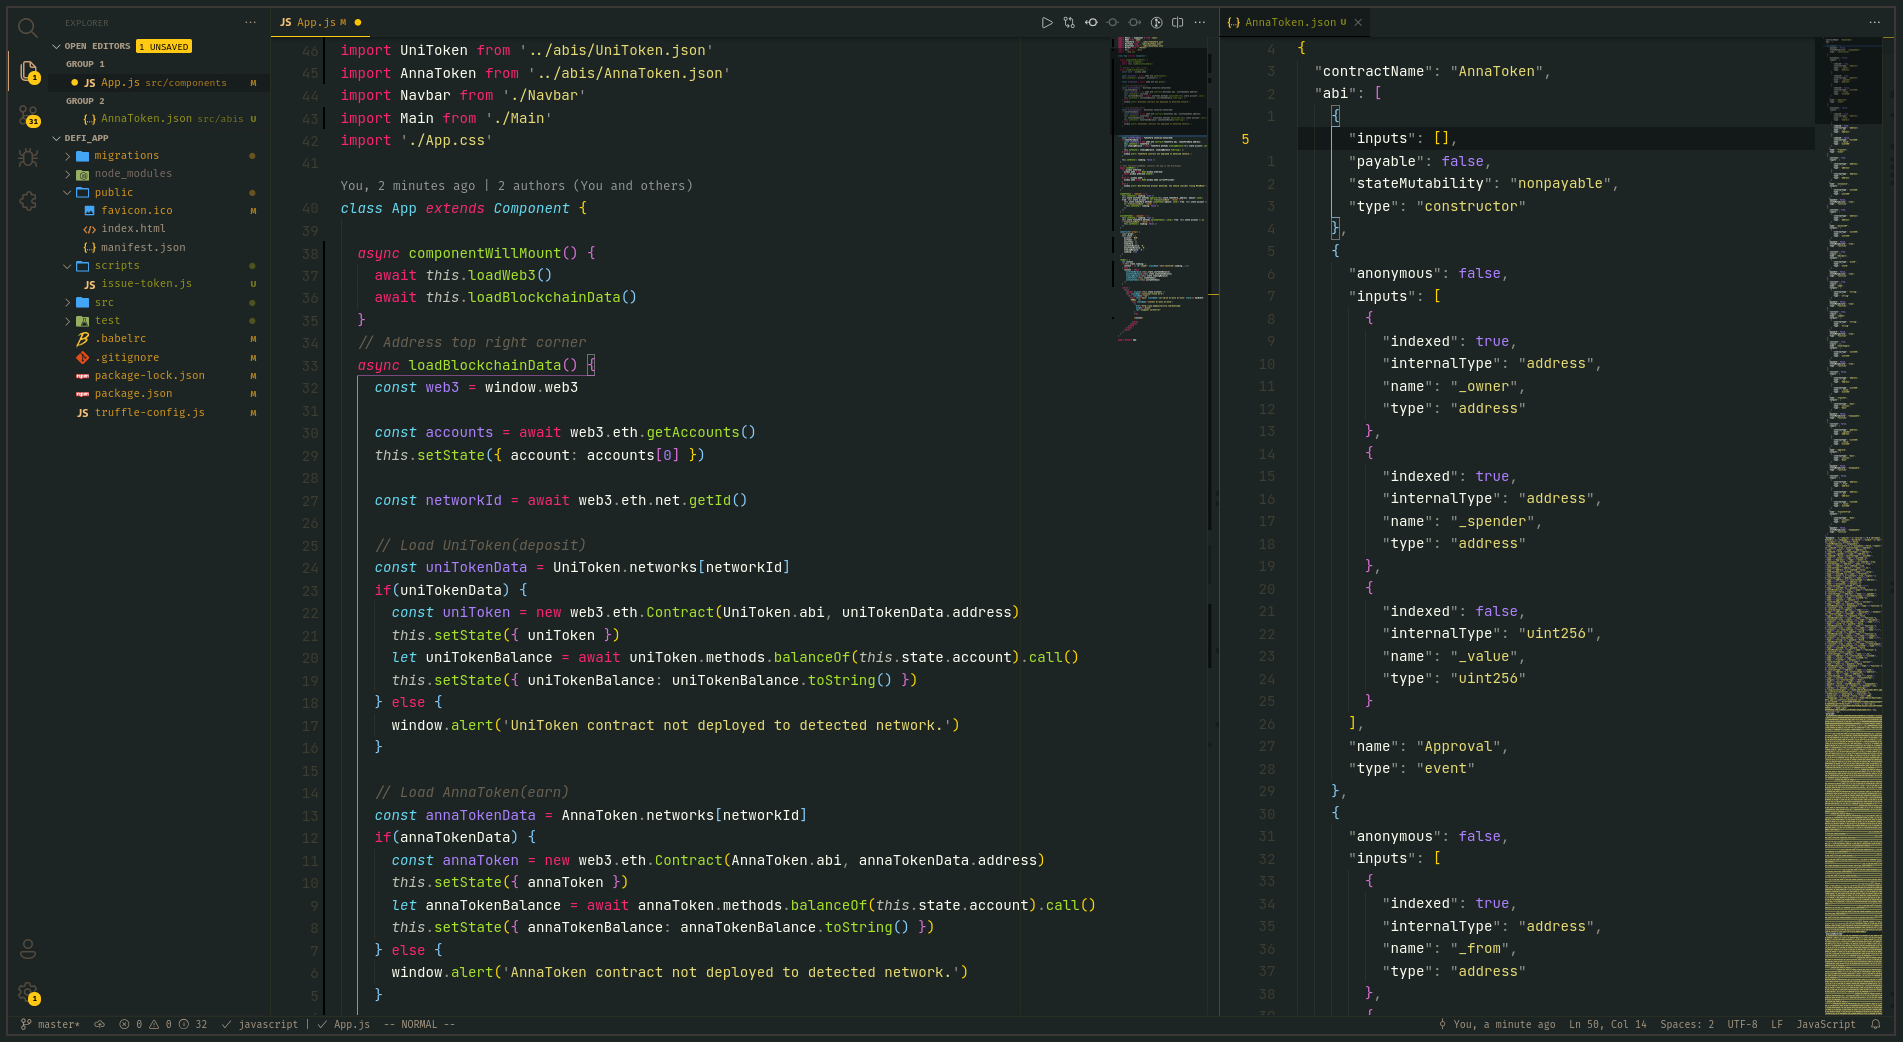 EXPLORER
OPEN EDITORS 1 UNSAVED
GROUP 1
JS App.js src/components M
GROUP 2
{..} AnnaToken.json src/abis U
DEFI_APP
migrations
node_modules
public
favicon.ico M
index.html
{..} manifest.json
scripts
JS issue-token.js U
src
test
.babelrc M
.gitignore M
package-lock.json M
package.json M
JS truffle-config.js M
1
31
1
JS App.js M
46 import UniToken from '../abis/UniToken.json'
45 import AnnaToken from '../abis/AnnaToken.json'
44 import Navbar from './Navbar'
43 import Main from './Main'
42 import './App.css'
41
You, 2 minutes ago | 2 authors (You and others)
40 class App extends Component {
39
38 async componentWillMount() {
37 await this.loadWeb3()
36 await this.loadBlockchainData()
35 }
34 // Address top right corner
33 async loadBlockchainData() {
32 const web3 = window.web3
31
30 const accounts = await web3.eth.getAccounts()
29 this.setState({ account: accounts[0] })
28
27 const networkId = await web3.eth.net.getId()
26
25 // Load UniToken(deposit)
24 const uniTokenData = UniToken.networks[networkId]
23 if(uniTokenData) {
22 const uniToken = new web3.eth.Contract(UniToken.abi, uniTokenData.address)
21 this.setState({ uniToken })
20 let uniTokenBalance = await uniToken.methods.balanceOf(this.state.account).call()
19 this.setState({ uniTokenBalance: uniTokenBalance.toString() })
18 } else {
17 window.alert('UniToken contract not deployed to detected network.')
16 }
15
14 // Load AnnaToken(earn)
13 const annaTokenData = AnnaToken.networks[networkId]
12 if(annaTokenData) {
11 const annaToken = new web3.eth.Contract(AnnaToken.abi, annaTokenData.address)
10 this.setState({ annaToken })
9 let annaTokenBalance = await annaToken.methods.balanceOf(this.state.account).call()
8 this.setState({ annaTokenBalance: annaTokenBalance.toString() })
7 } else {
6 window.alert('AnnaToken contract not deployed to detected network.')
5 }
{..} AnnaToken.json U
4 {
3 "contractName": "AnnaToken",
2 "abi": [
1 {
5 "inputs": [],
1 "payable": false,
2 "stateMutability": "nonpayable",
3 "type": "constructor"
4 },
5 {
6 "anonymous": false,
7 "inputs": [
8 {
9 "indexed": true,
10 "internalType": "address",
11 "name": "_owner",
12 "type": "address"
13 },
14 {
15 "indexed": true,
16 "internalType": "address",
17 "name": "_spender",
18 "type": "address"
19 },
20 {
21 "indexed": false,
22 "internalType": "uint256",
23 "name": "_value",
24 "type": "uint256"
25 }
26 ],
27 "name": "Approval",
28 "type": "event"
29 },
30 {
31 "anonymous": false,
32 "inputs": [
33 {
34 "indexed": true,
35 "internalType": "address",
36 "name": "_from",
37 "type": "address"
38 },
39 {
master* 0 0 32 javascript | App.js -- NORMAL --
You, a minute ago Ln 50, Col 14 Spaces: 2 UTF-8 LF JavaScript